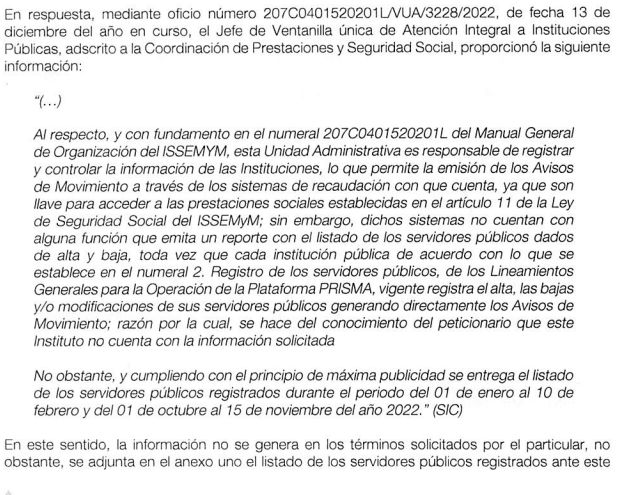 En respuesta, mediante oficio número 207C0401520201L/VUA/3228/2022, de fecha 13 de
diciembre del año en curso, el Jefe de Ventanilla única de Atención Integral a Instituciones
Públicas, adscrito a la Coordinación de Prestaciones y Seguridad Social, proporcionó la siguiente
información:
“(…)
Al respecto, y con fundamento en el numeral 207C0401520201L del Manual General
de Organización del ISSEMYM, esta Unidad Administrativa es responsable de registrar
y controlar la información de las Instituciones, lo que permite la emisión de los Avisos
de Movimiento a través de los sistemas de recaudación con que cuenta, ya que son
llave para acceder a las prestaciones sociales establecidas en el artículo 11 de la Ley
de Seguridad Social del ISSEMyM; sin embargo, dichos sistemas no cuentan con
alguna función que emita un reporte con el listado de los servidores públicos dados
de alta y baja, toda vez que cada institución pública de acuerdo con lo que se
establece en el numeral 2. Registro de los servidores públicos, de los Lineamientos
Generales para la Operación de la Plataforma PRISMA, vigente registra el alta, las bajas
y/o modificaciones de sus servidores públicos generando directamente los Avisos de
Movimiento; razón por la cual, se hace del conocimiento del peticionario que este
Instituto no cuenta con la información solicitada
No obstante, y cumpliendo con el principio de máxima publicidad se entrega el listado
de los servidores públicos registrados durante el periodo del 01 de enero al 10 de
febrero y del 01 de octubre al 15 de noviembre del año 2022.” (SIC)
En este sentido, la información no se genera en los términos solicitados por el particular, no
obstante, se adjunta en el anexo uno el listado de los servidores públicos registrados ante este